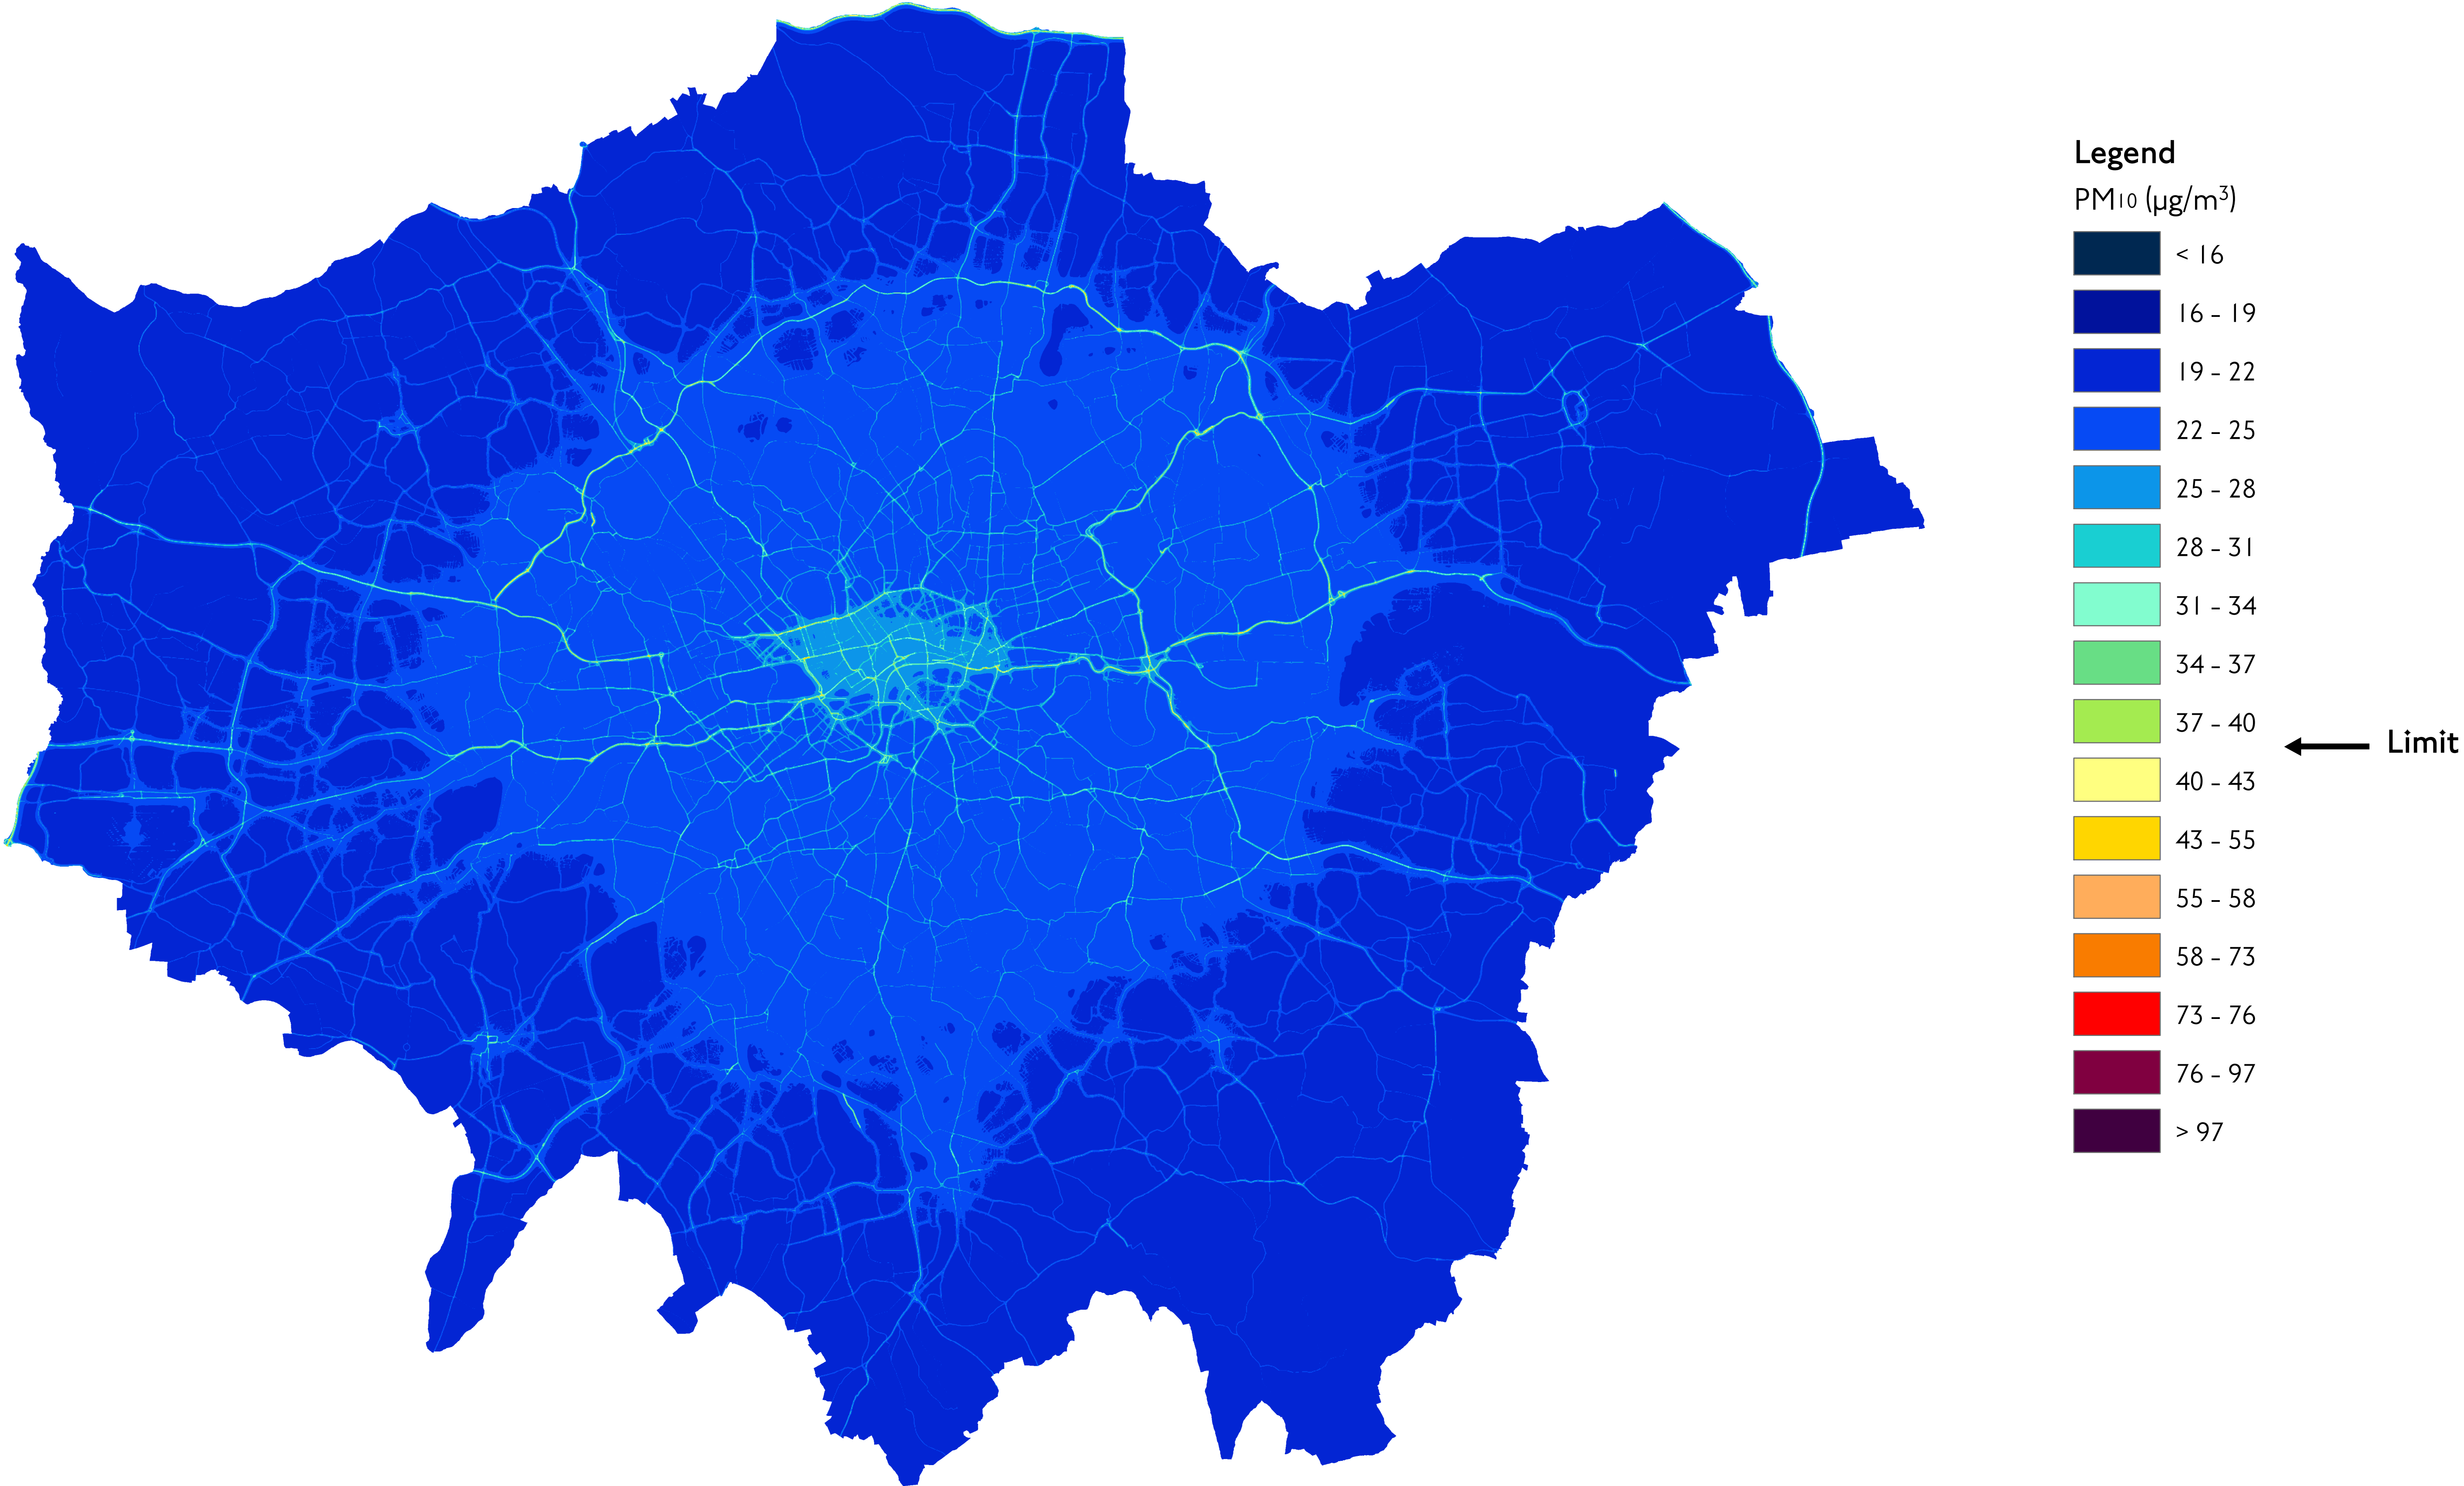 Legend
PM10 (µg/m³)
< 16
16 - 19
19 - 22
22 - 25
25 - 28
28 - 31
31 - 34
34 - 37
37 - 40
Limit
40 - 43
43 - 55
55 - 58
58 - 73
73 - 76
76 - 97
> 97